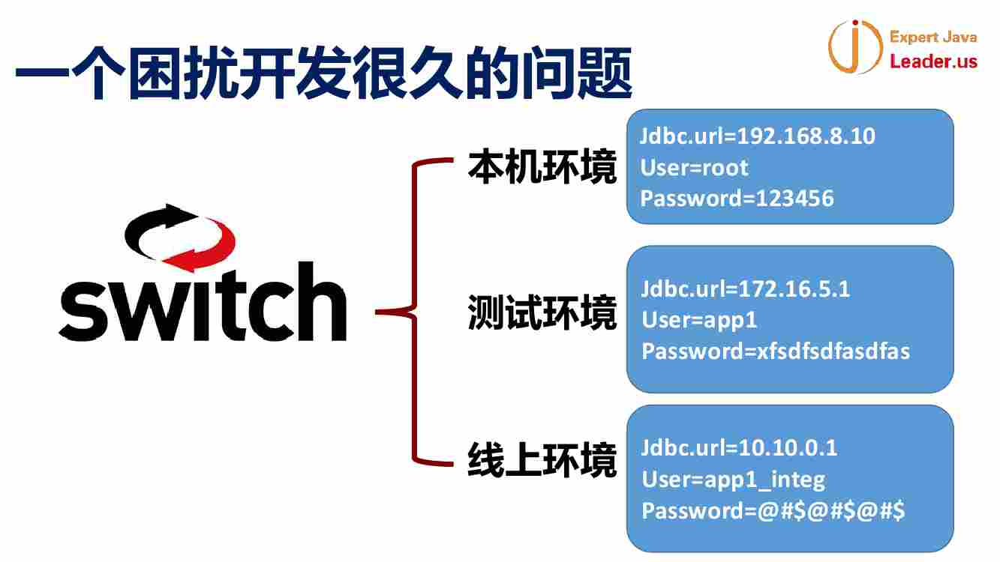 一个困扰开发很久的问题
Expert Java
Leader.us
switch
本机环境
Jdbc.url=192.168.8.10
User=root
Password=123456
测试环境
Jdbc.url=172.16.5.1
User=app1
Password=xfsdfsdfasdfas
线上环境
Jdbc.url=10.10.0.1
User=app1_integ
Password=@#$@#$@#$